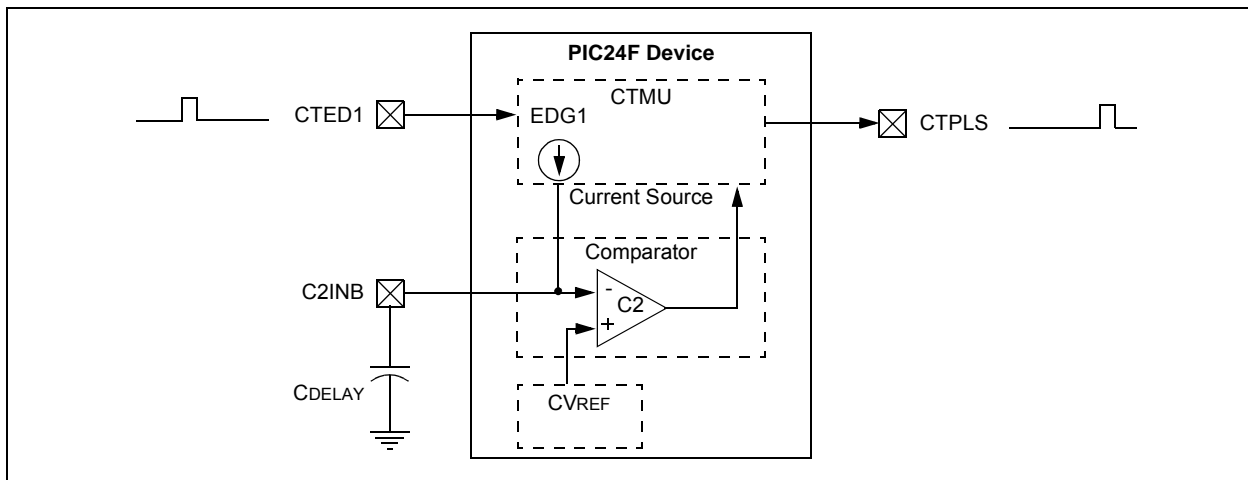 PIC24F Device
CTMU
CTED1
EDG1
CTPLS
Current Source
Comparator
C2INB
-
C2
+
CDELAY
CVREF